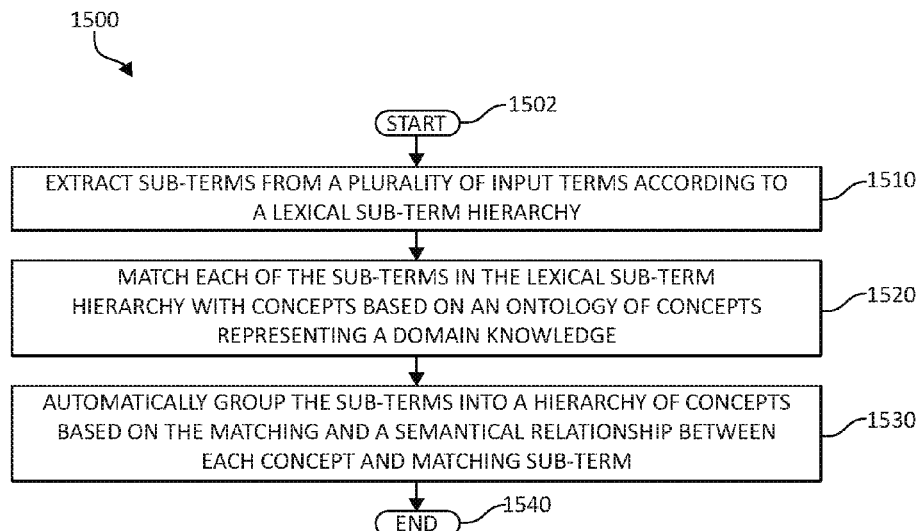 1500
START
1502
EXTRACT SUB-TERMS FROM A PLURALITY OF INPUT TERMS ACCORDING TO
A LEXICAL SUB-TERM HIERARCHY
1510
MATCH EACH OF THE SUB-TERMS IN THE LEXICAL SUB-TERM
HIERARCHY WITH CONCEPTS BASED ON AN ONTOLOGY OF CONCEPTS
REPRESENTING A DOMAIN KNOWLEDGE
1520
AUTOMATICALLY GROUP THE SUB-TERMS INTO A HIERARCHY OF CONCEPTS
BASED ON THE MATCHING AND A SEMANTICAL RELATIONSHIP BETWEEN
EACH CONCEPT AND MATCHING SUB-TERM
1530
END
1540